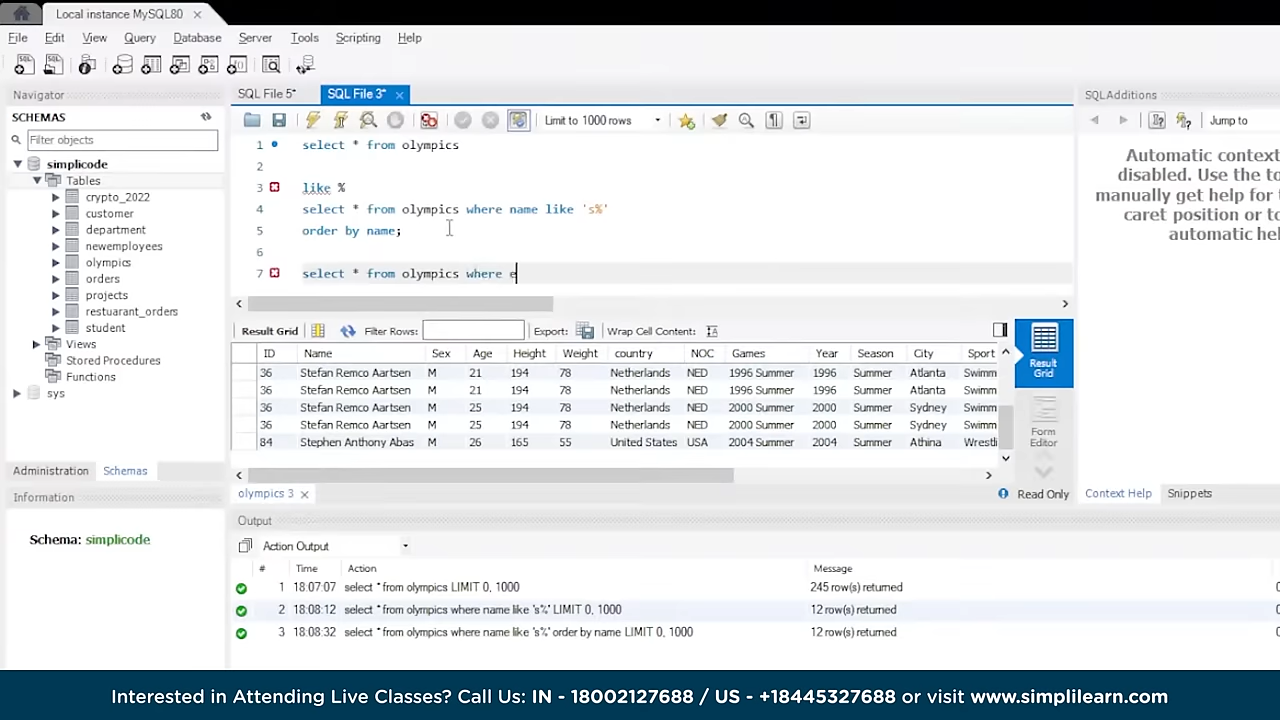 Local instance MySQL80 ×
File Edit View Query Database Server Tools Scripting Help
Navigator
SCHEMAS
Filter objects
simplicode
Tables
crypto_2022
customer
department
newemployees
olympics
orders
projects
restuarant_orders
student
Views
Stored Procedures
Functions
sys
Administration Schemas
Information
Schema: simplicode
SQL File 5* SQL File 3* ×
Limit to 1000 rows
1 select * from olympics
2
3 like %
4 select * from olympics where name like 's%'
5 order by name;
6
7 select * from olympics where e
Result Grid Filter Rows: Export: Wrap Cell Content:
ID Name Sex Age Height Weight country NOC Games Year Season City Sport
36 Stefan Remco Aartsen M 21 194 78 Netherlands NED 1996 Summer 1996 Summer Atlanta Swimm
36 Stefan Remco Aartsen M 21 194 78 Netherlands NED 1996 Summer 1996 Summer Atlanta Swimm
36 Stefan Remco Aartsen M 25 194 78 Netherlands NED 2000 Summer 2000 Summer Sydney Swimm
36 Stefan Remco Aartsen M 25 194 78 Netherlands NED 2000 Summer 2000 Summer Sydney Swimm
84 Stephen Anthony Abas M 26 165 55 United States USA 2004 Summer 2004 Summer Athina Wrestli
Result
Grid
Form
Editor
olympics 3 ×
Read Only
SQLAdditions
Jump to
Automatic context
disabled. Use the to
manually get help for t
caret position or to
automatic hel
Context Help Snippets
Output
Action Output
# Time Action Message
1 18:07:07 select * from olympics LIMIT 0, 1000 245 row(s) returned
2 18:08:12 select * from olympics where name like 's%' LIMIT 0, 1000 12 row(s) returned
3 18:08:32 select * from olympics where name like 's%' order by name LIMIT 0, 1000 12 row(s) returned
Interested in Attending Live Classes? Call Us: IN - 18002127688 / US - +18445327688 or visit www.simplilearn.com